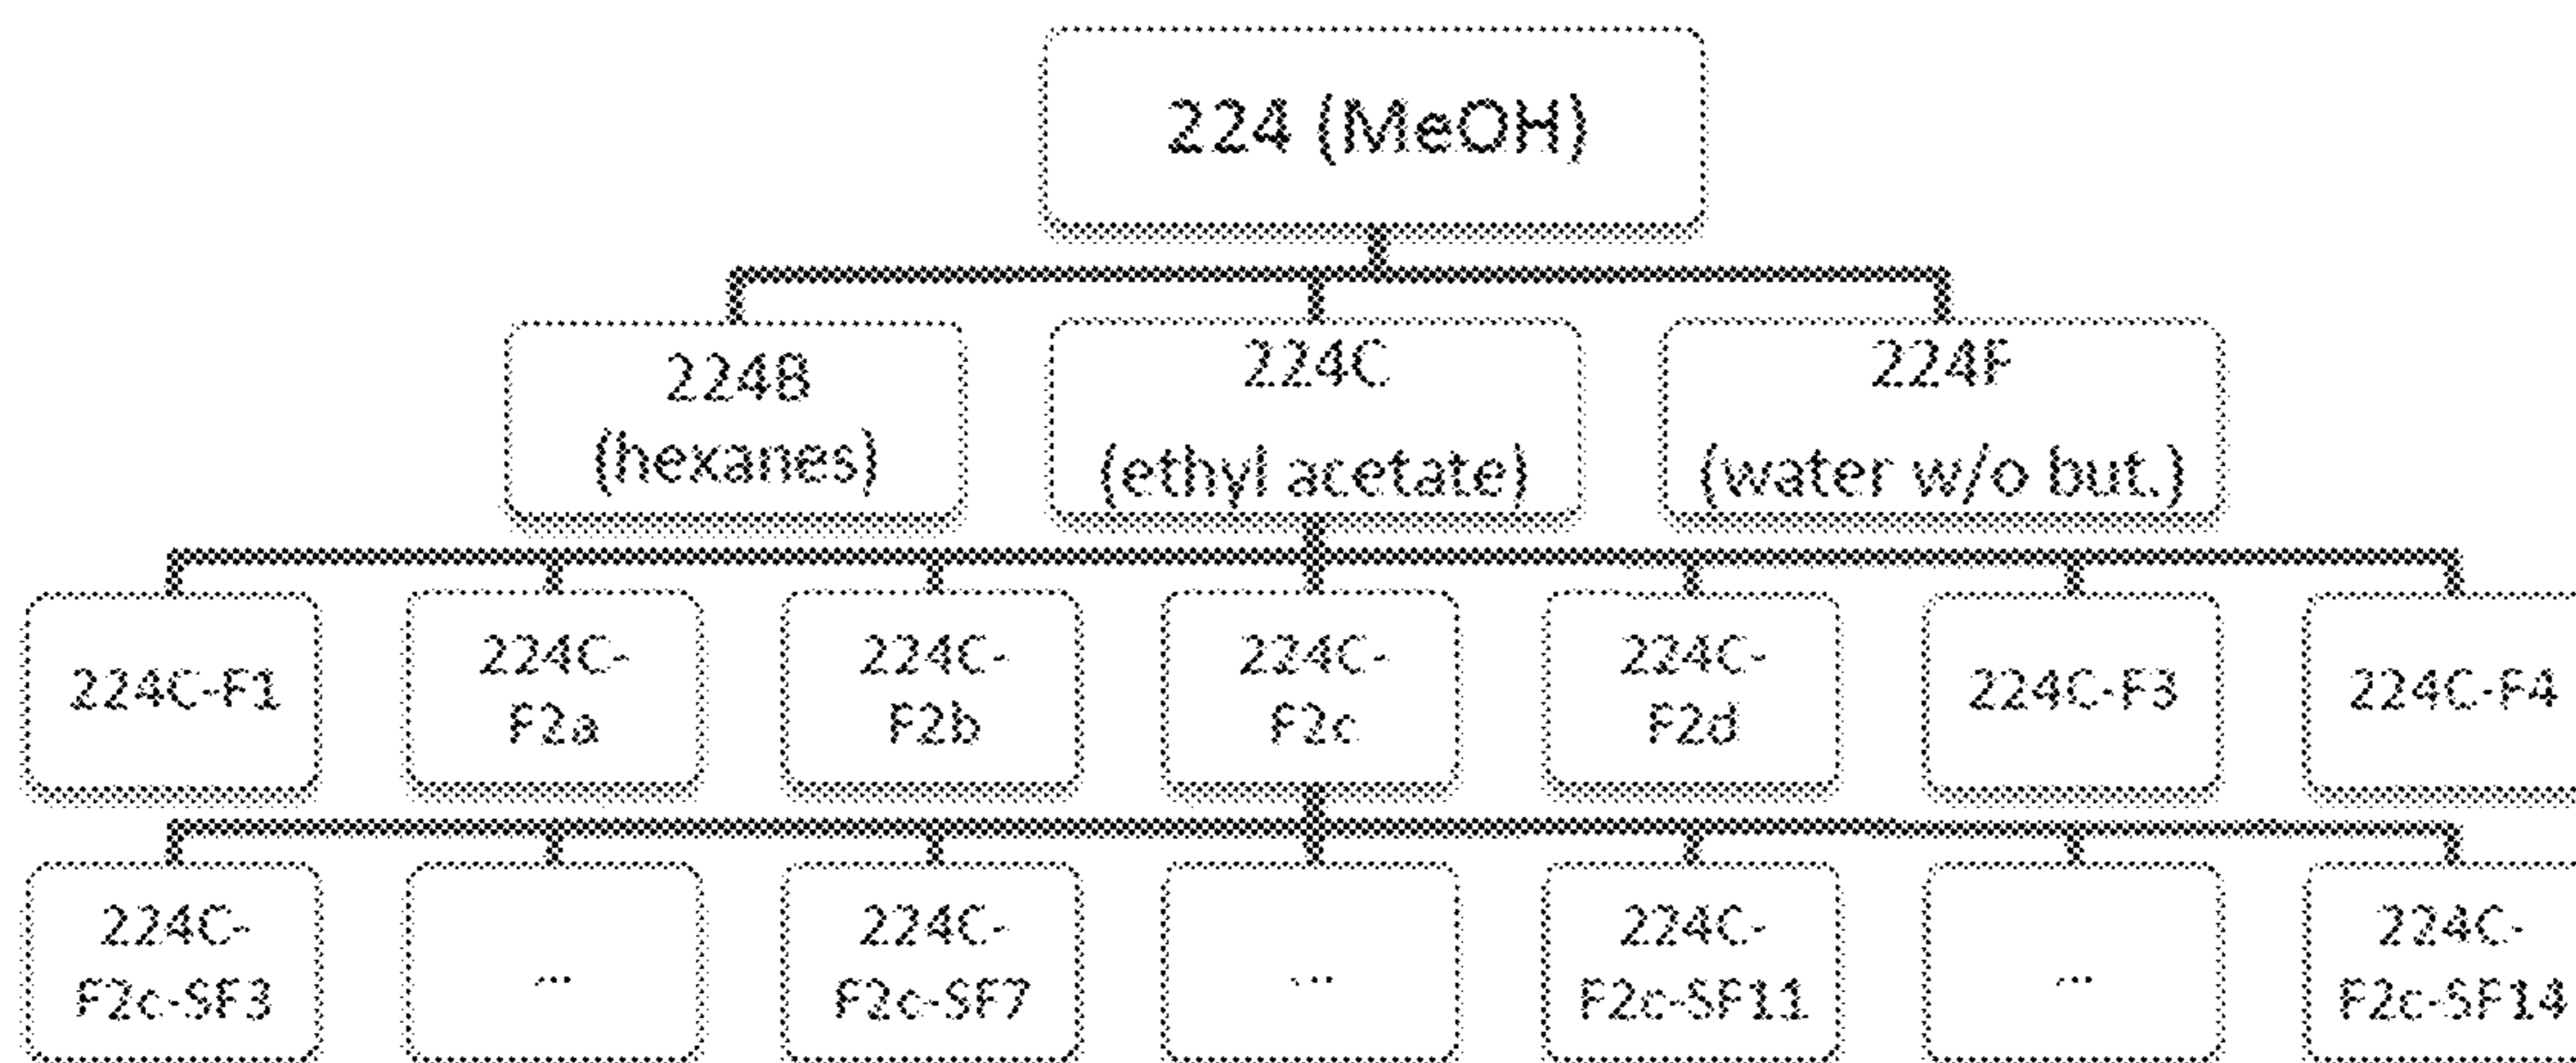 224 (MeOH)
224B
(hexanes)
224C
(ethyl acetate)
224F
(water w/o but.)
224C-F1
224C-
F2a
224C-
F2b
224C-
F2c
224C-
F2d
224C-F3
224C-F4
224C-
F2c-SF3
...
224C-
F2c-SF7
...
224C-
F2c-SF11
...
224C-
F2c-SF14